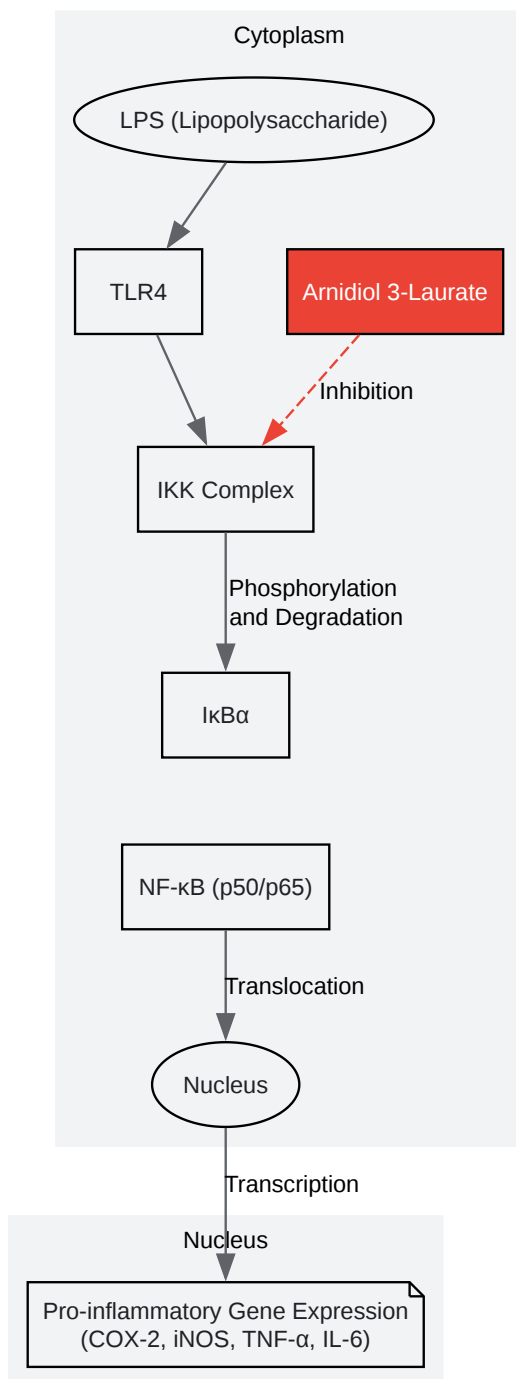 Cytoplasm
LPS (Lipopolysaccharide)
TLR4
Arnidiol 3-Laurate
Inhibition
IKK Complex
Phosphorylation
and Degradation
IκBα
NF-κB (p50/p65)
Translocation
Nucleus
Transcription
Nucleus
Pro-inflammatory Gene Expression
(COX-2, iNOS, TNF-α, IL-6)